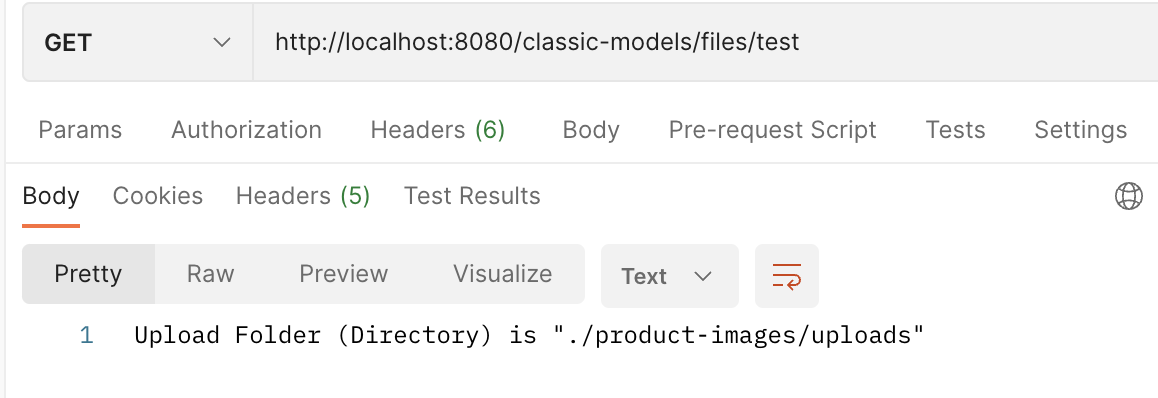 GET http://localhost:8080/classic-models/files/test
Params Authorization Headers (6) Body Pre-request Script Tests Settings
Body Cookies Headers (5) Test Results
Pretty Raw Preview Visualize Text
1 Upload Folder (Directory) is "./product-images/uploads"